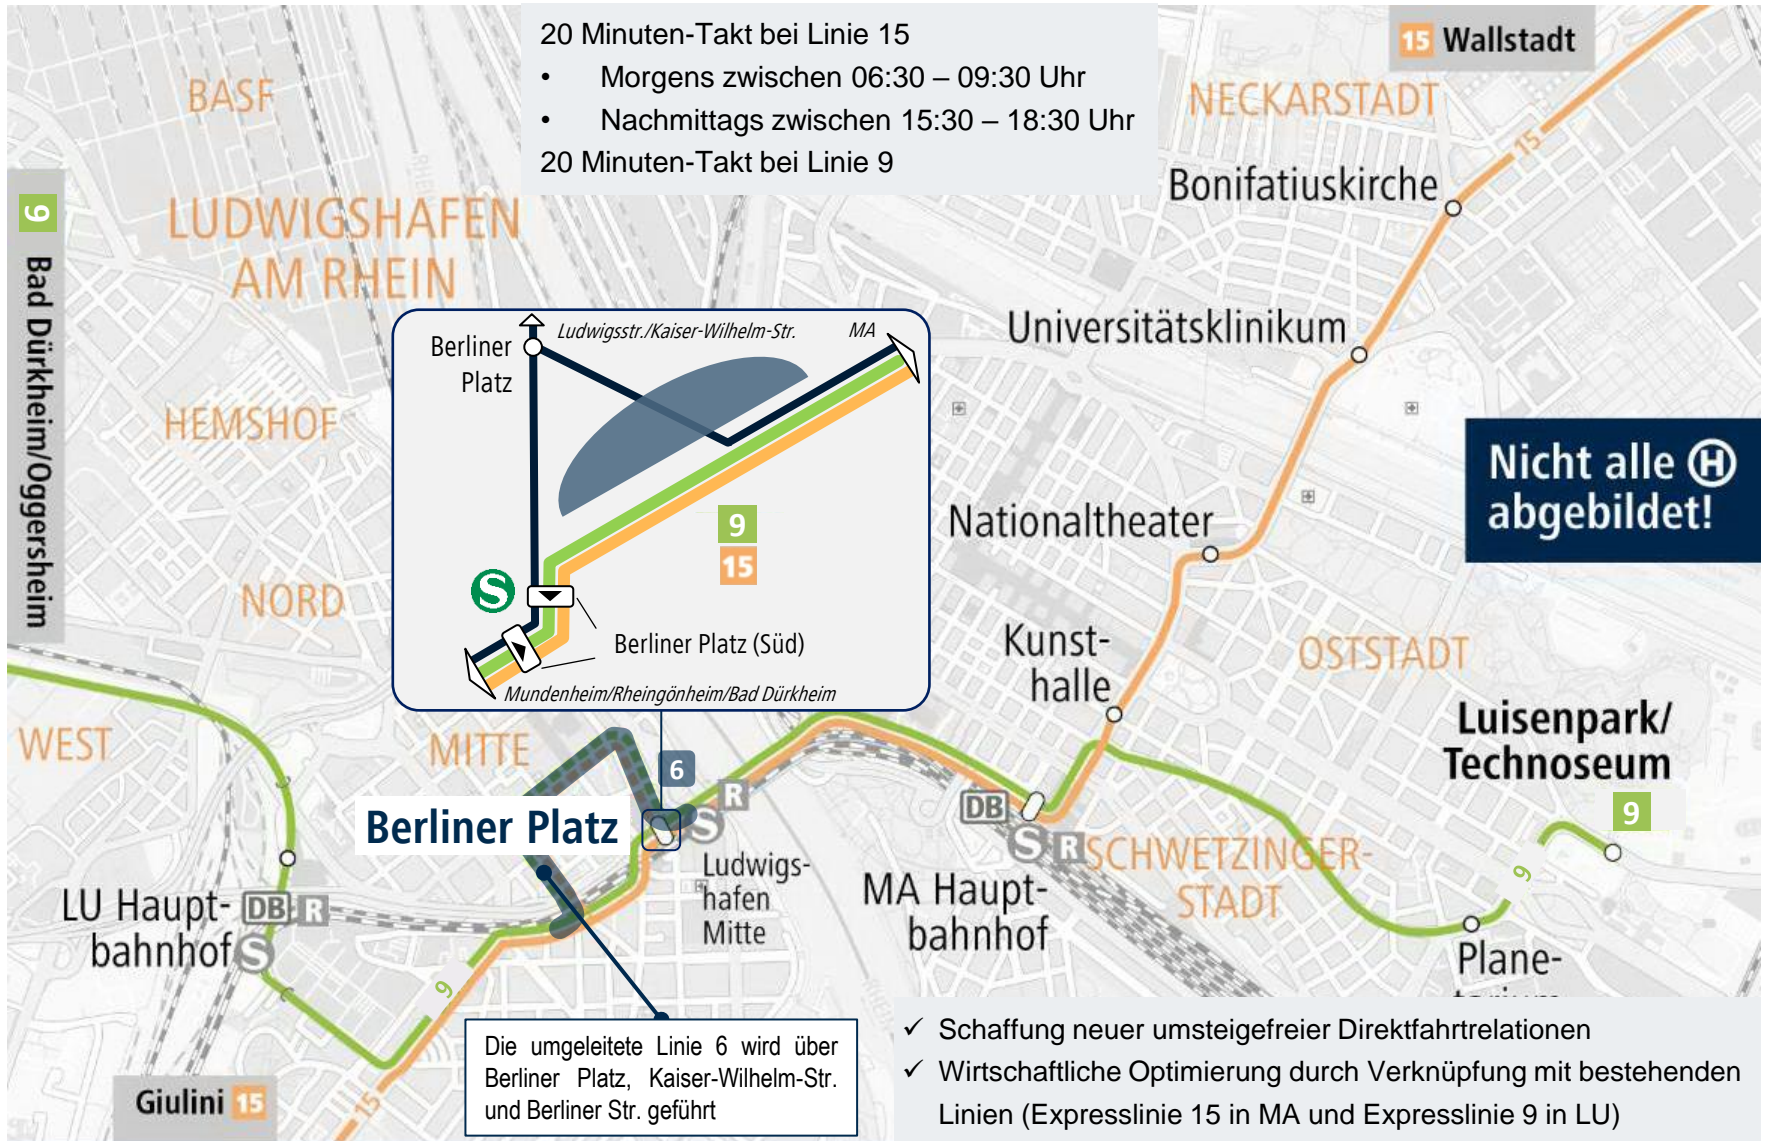 20 Minuten-Takt bei Linie 15
• Morgens zwischen 06:30 – 09:30 Uhr
• Nachmittags zwischen 15:30 – 18:30 Uhr
20 Minuten-Takt bei Linie 9
15 Wallstadt
BASF
NECKARSTADT
15
Bonifatiuskirche
9 Bad Dürkheim/Oggersheim
LUDWIGSHAFEN
AM RHEIN
Universitätsklinikum
Berliner
Platz
Ludwigsstr./Kaiser-Wilhelm-Str.
MA
HEMSHOF
Nicht alle H
abgebildet!
Nationaltheater
9
15
S
NORD
Berliner Platz (Süd)
Mundenheim/Rheingönheim/Bad Dürkheim
Kunst-
halle
OSTSTADT
Luisenpark/
Technoseum
9
WEST
MITTE
6
R
S
Berliner Platz
DB
S R
SCHWETZINGER-
STADT
9
Ludwigs-
hafen
Mitte
MA Haupt-
bahnhof
LU Haupt-
bahnhof
DB R
S
Plane-
9
Giulini 15
15
Die umgeleitete Linie 6 wird über
Berliner Platz, Kaiser-Wilhelm-Str.
und Berliner Str. geführt
✓ Schaffung neuer umsteigefreier Direktfahrtrelationen
✓ Wirtschaftliche Optimierung durch Verknüpfung mit bestehenden
Linien (Expresslinie 15 in MA und Expresslinie 9 in LU)